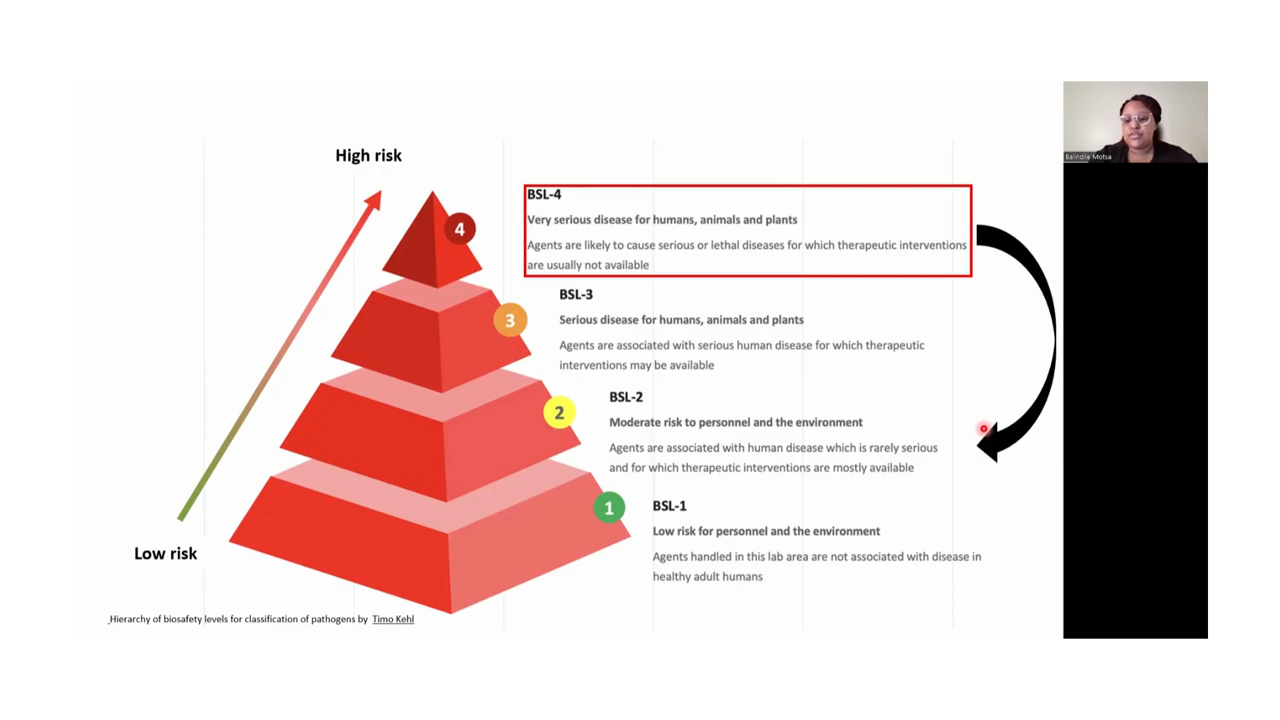 High risk
BSL-4
Very serious disease for humans, animals and plants
Agents are likely to cause serious or lethal diseases for which therapeutic interventions
are usually not available
4
BSL-3
Serious disease for humans, animals and plants
Agents are associated with serious human disease for which therapeutic
interventions may be available
3
BSL-2
Moderate risk to personnel and the environment
Agents are associated with human disease which is rarely serious
and for which therapeutic interventions are mostly available
2
BSL-1
Low risk for personnel and the environment
Agents handled in this lab area are not associated with disease in
healthy adult humans
1
Low risk
Hierarchy of biosafety levels for classification of pathogens by Timo Kehl
Motsa